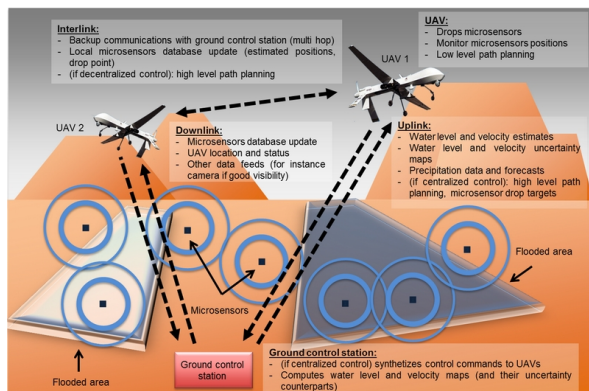 Interlink:
- Backup communications with ground control station (multi hop)
- Local microsensors database update (estimated positions,
drop point)
- (if decentralized control): high level path planning
UAV:
- Drops microsensors
- Monitor microsensors positions
- Low level path planning
UAV 1
UAV 2
Downlink:
- Microsensors database update
- UAV location and status
- Other data feeds (for instance
camera if good visibility)
Uplink:
- Water level and velocity estimates
- Water level and velocity uncertainty
maps
- Precipitation data and forecasts
- (if centralized control): high level path
planning, microsensor drop targets
Microsensors
Flooded area
Flooded area
Ground control
station
Ground control station:
- (if centralized control) synthetizes control commands to UAVs
- Computes water level and velocity maps (and their uncertainty
counterparts)